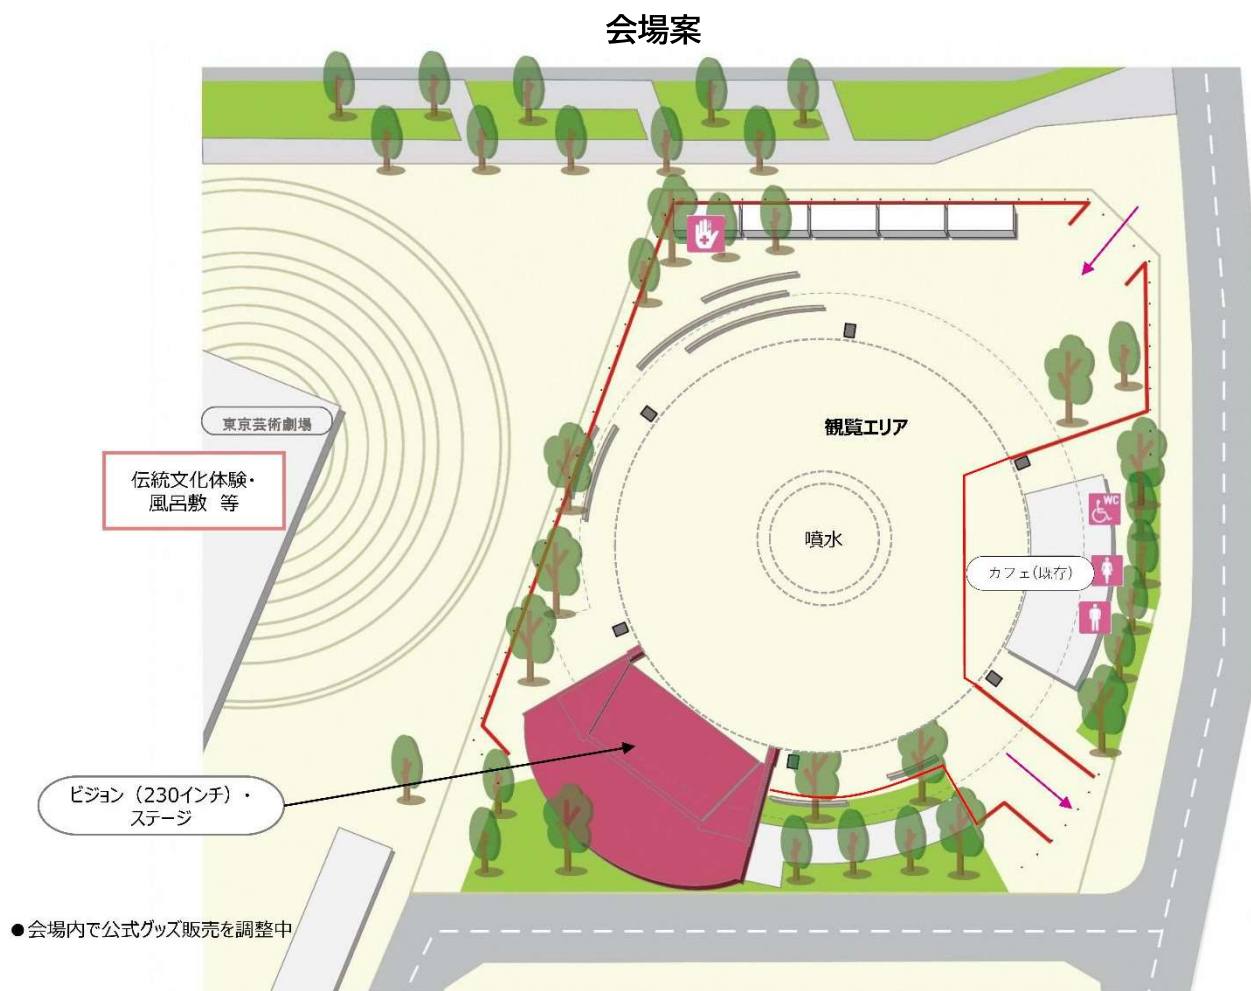 会場案
東京芸術劇場
伝統文化体験・
風呂敷 等
観覧エリア
WC
噴水
カフェ(既存)
ビジョン（230インチ）・
ステージ
●会場内で公式グッズ販売を調整中